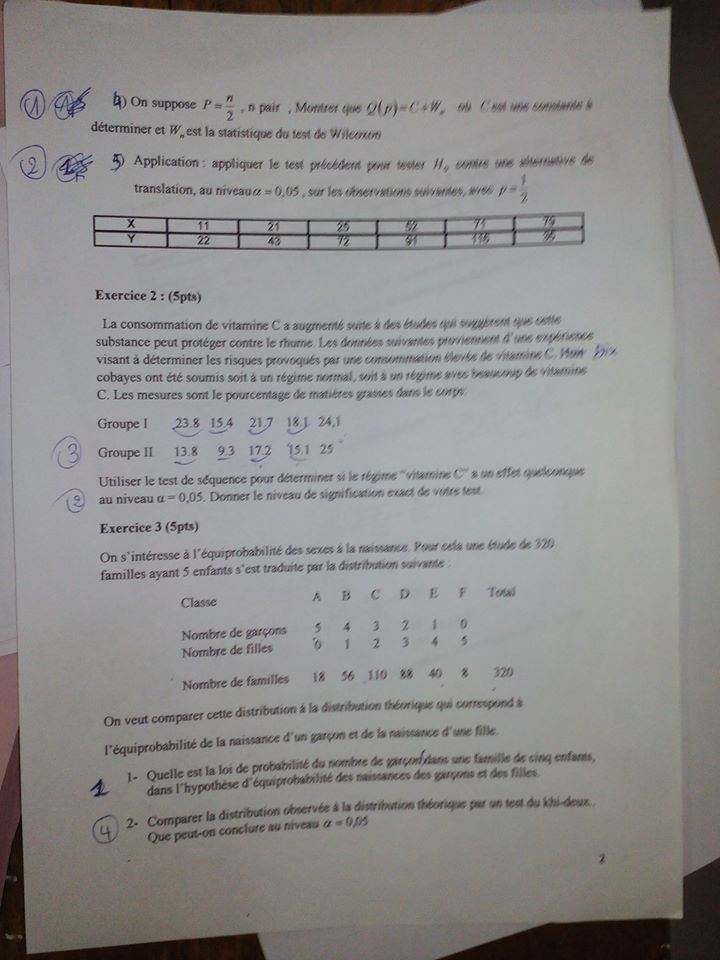 1 4) On suppose P = n/2 , n pair , Montrer que Q(p) = C + Wn où C est une constante à
déterminer et Wn est la statistique du test de Wilcoxon
2 5) Application : appliquer le test précédent pour tester H0 contre une alternative de
translation, au niveau α = 0,05 , sur les observations suivantes, avec p = 1/2
X 11 21 25 52 71 79
Y 22 43 72 91 115 95
Exercice 2 : (5pts)
La consommation de vitamine C a augmenté suite à des études qui suggèrent que cette
substance peut protéger contre le rhume. Les données suivantes proviennent d'une expérience
visant à déterminer les risques provoqués par une consommation élevée de vitamine C. Dix
cobayes ont été soumis soit à un régime normal, soit à un régime avec beaucoup de vitamine
C. Les mesures sont le pourcentage de matières grasses dans le corps:
Groupe I 23.8 15.4 21.7 18.1 24,1
3 Groupe II 13.8 9.3 17.2 15.1 25
Utiliser le test de séquence pour déterminer si le régime "vitamine C" a un effet quelconque
2 au niveau α = 0,05. Donner le niveau de signification exact de votre test.
Exercice 3 (5pts)
On s'intéresse à l'équiprobabilité des sexes à la naissance. Pour cela une étude de 320
familles ayant 5 enfants s'est traduite par la distribution suivante :
Classe A B C D E F Total
Nombre de garçons 5 4 3 2 1 0
Nombre de filles 0 1 2 3 4 5
Nombre de familles 18 56 110 88 40 8 320
On veut comparer cette distribution à la distribution théorique qui correspond à
l'équiprobabilité de la naissance d'un garçon et de la naissance d'une fille.
1 1- Quelle est la loi de probabilité du nombre de garçon dans une famille de cinq enfants,
dans l'hypothèse d'équiprobabilité des naissances des garçons et des filles.
4 2- Comparer la distribution observée à la distribution théorique par un test du khi-deux..
Que peut-on conclure au niveau α = 0,05
2